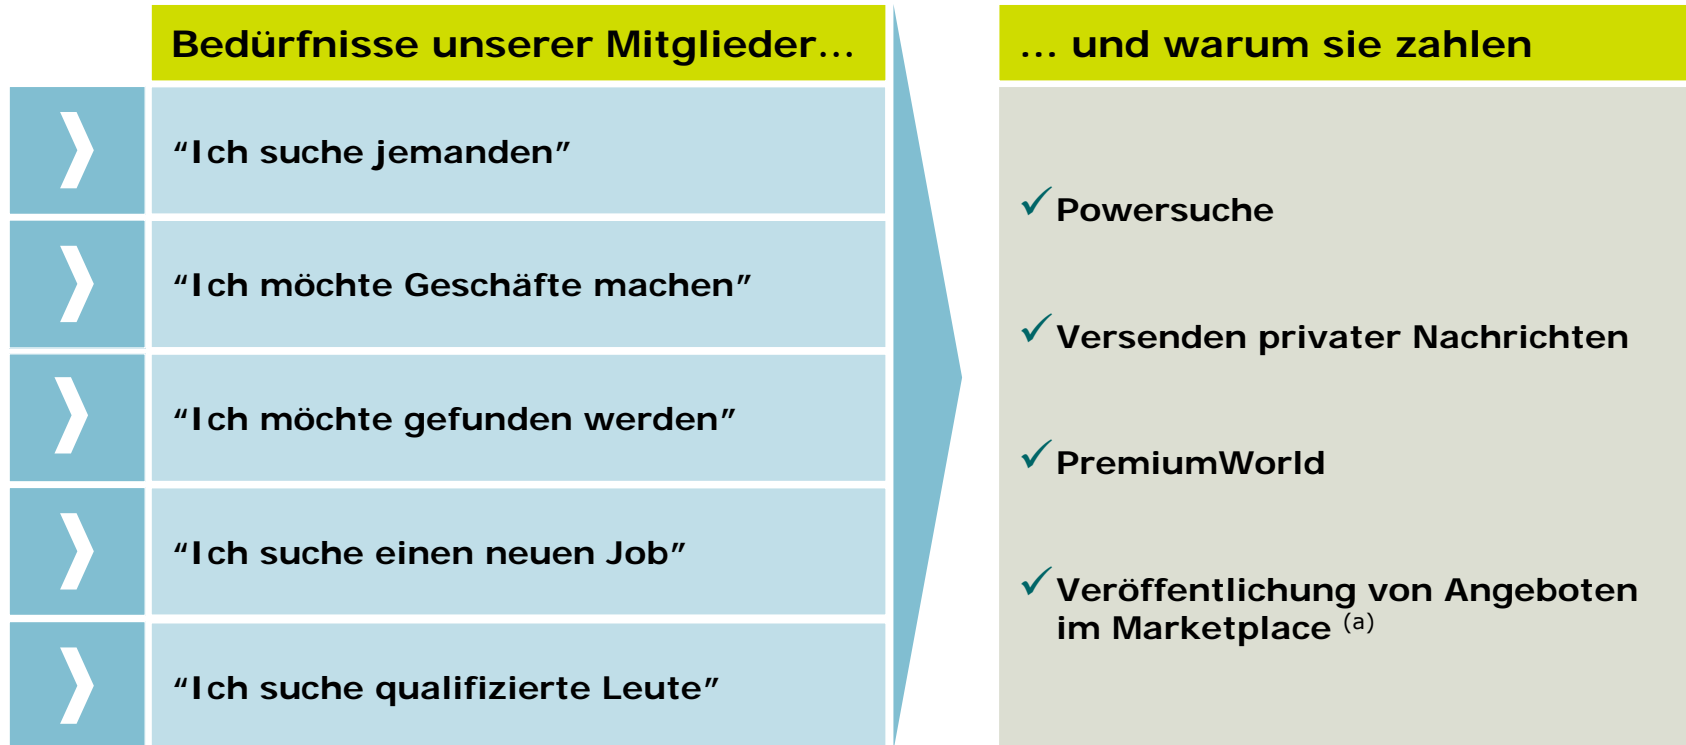 Bedürfnisse unserer Mitglieder...
“Ich suche jemanden”
“Ich möchte Geschäfte machen”
“Ich möchte gefunden werden”
“Ich suche einen neuen Job”
“Ich suche qualifizierte Leute”
... und warum sie zahlen
✓ Powersuche
✓ Versenden privater Nachrichten
✓ PremiumWorld
✓ Veröffentlichung von Angeboten
im Marketplace (a)